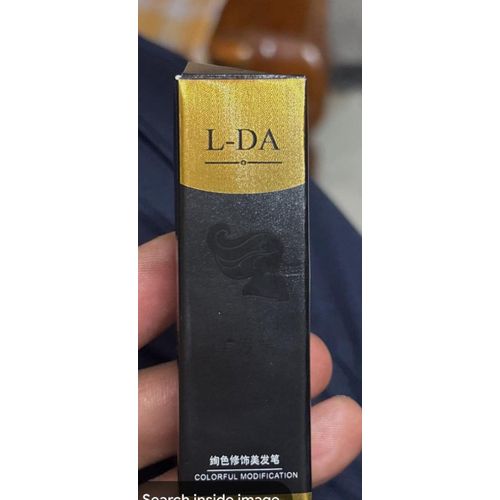 L-DA
绚色修饰美发笔
COLORFUL MODIFICATION
Search inside image